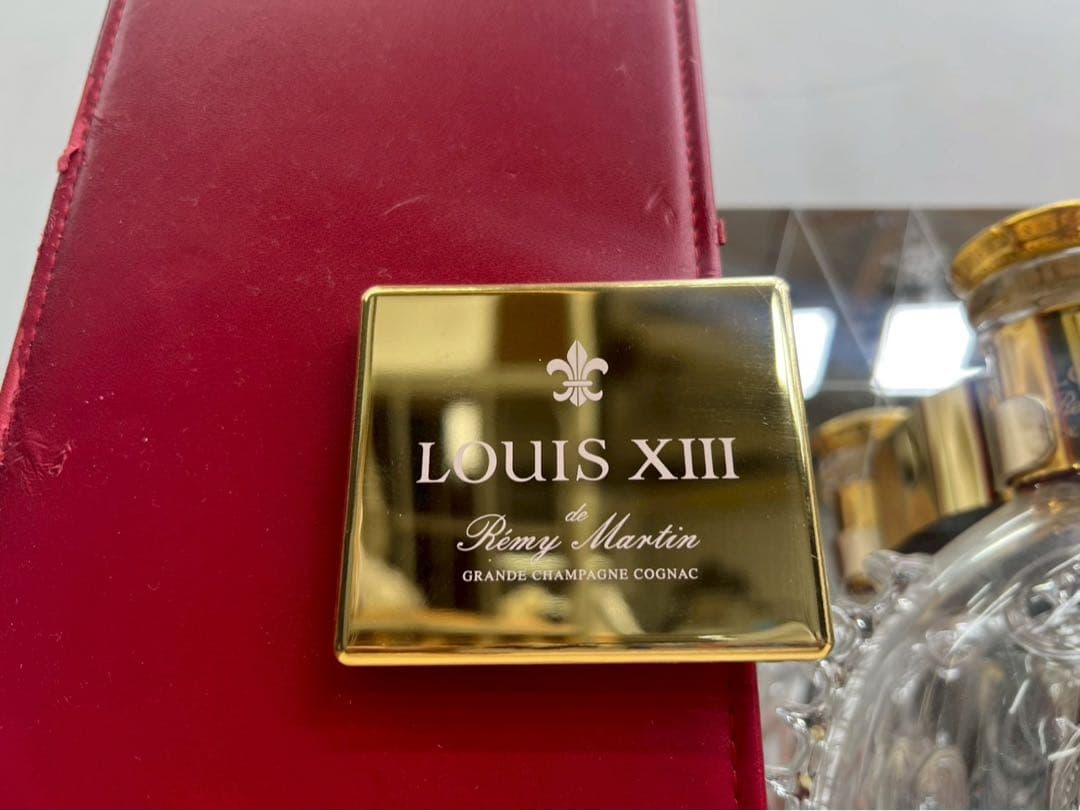 LOUIS XIII
de
Rémy Martin
GRANDE CHAMPAGNE COGNAC